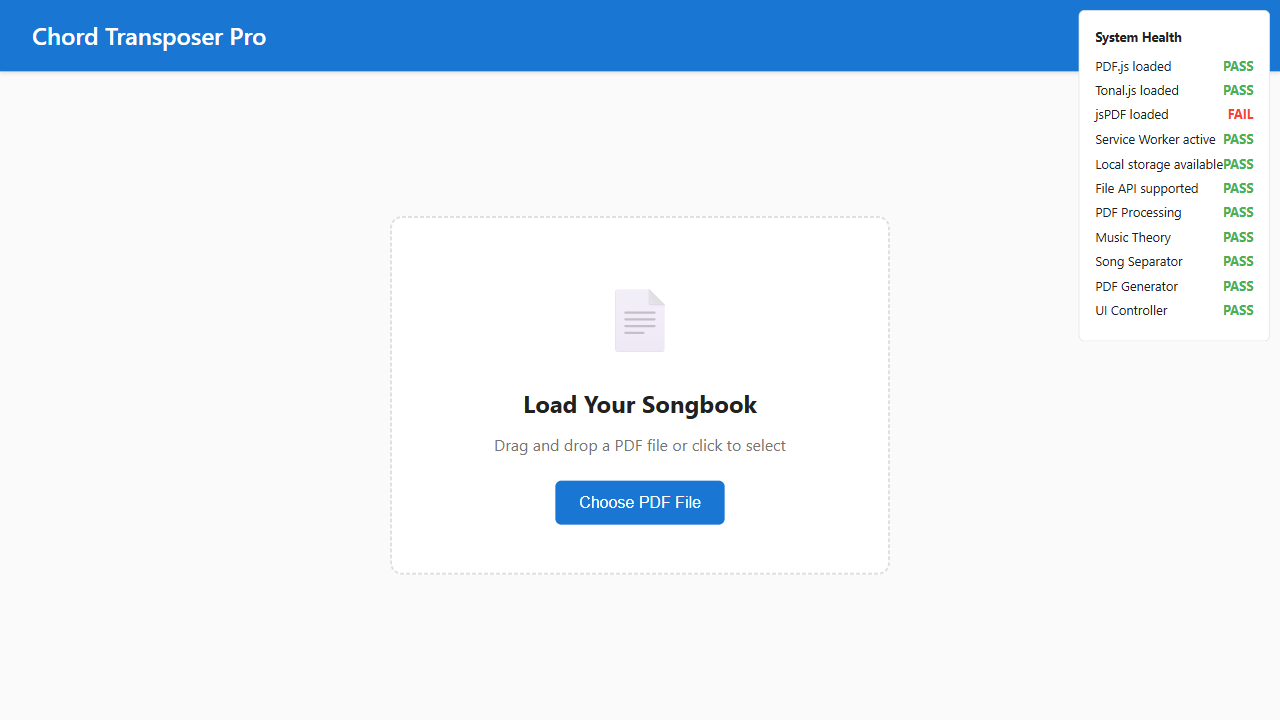 Chord Transposer Pro
System Health
PDF.js loaded PASS
Tonal.js loaded PASS
jsPDF loaded FAIL
Service Worker active PASS
Local storage available PASS
File API supported PASS
PDF Processing PASS
Music Theory PASS
Song Separator PASS
PDF Generator PASS
UI Controller PASS
Load Your Songbook
Drag and drop a PDF file or click to select
Choose PDF File